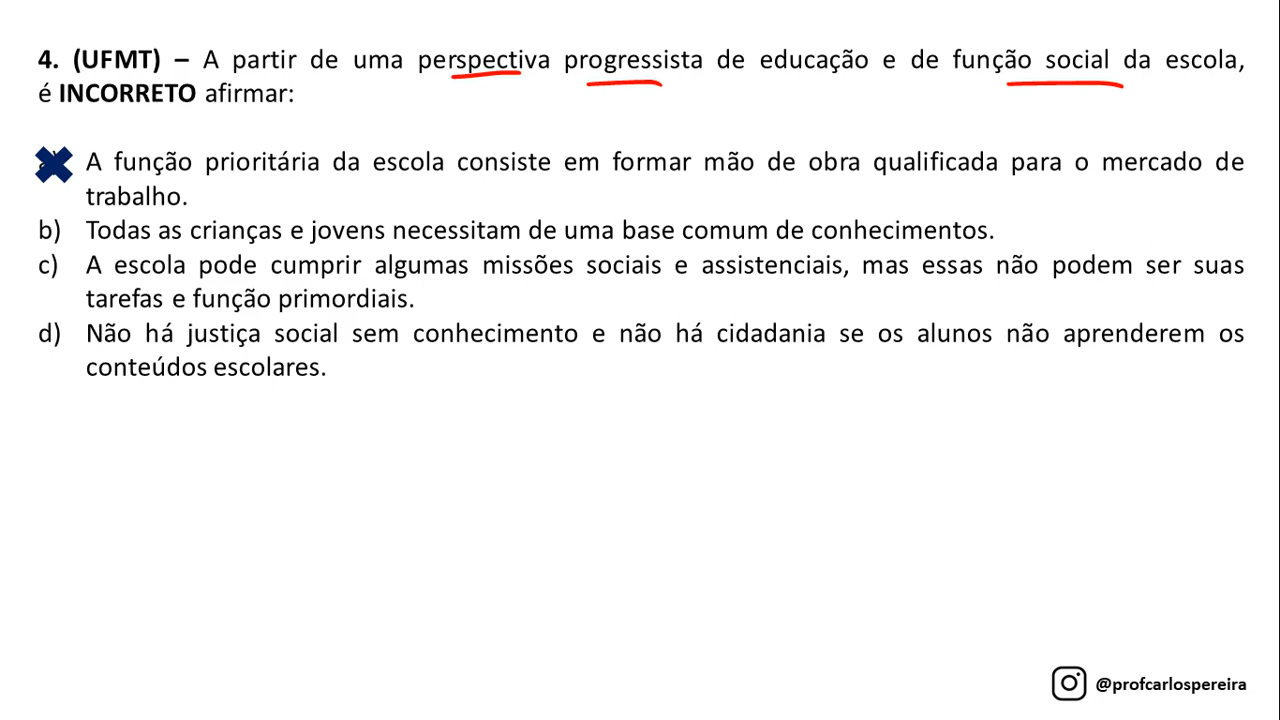 4. (UFMT) – A partir de uma perspectiva progressista de educação e de função social da escola,
é INCORRETO afirmar:
A função prioritária da escola consiste em formar mão de obra qualificada para o mercado de
trabalho.
b) Todas as crianças e jovens necessitam de uma base comum de conhecimentos.
c) A escola pode cumprir algumas missões sociais e assistenciais, mas essas não podem ser suas
tarefas e função primordiais.
d) Não há justiça social sem conhecimento e não há cidadania se os alunos não aprenderem os
conteúdos escolares.
@profcarlospereira